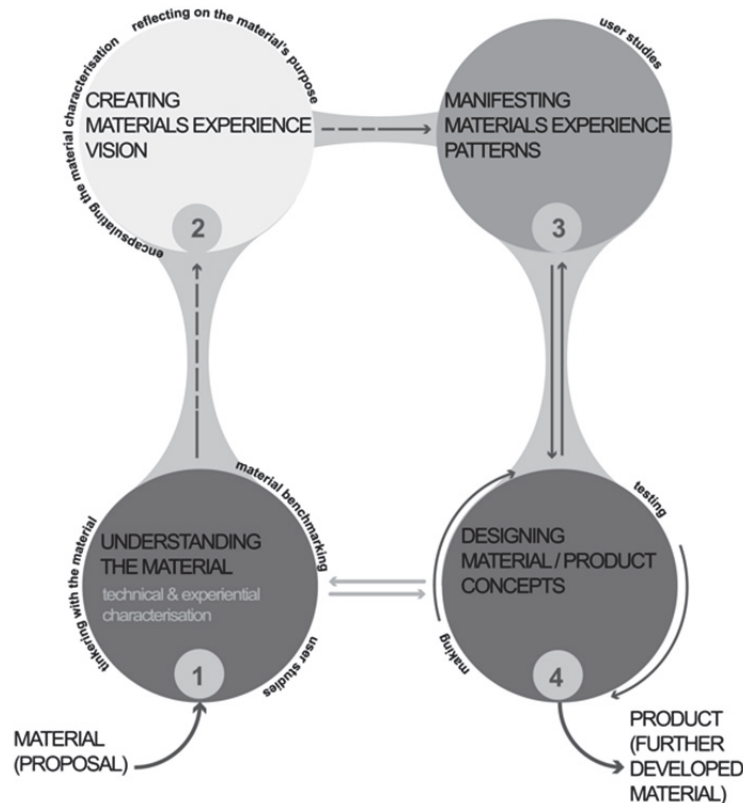 reflecting on the material's purpose
encapsulating the material characterisation
CREATING
MATERIALS EXPERIENCE
VISION
2
user studies
MANIFESTING
MATERIALS EXPERIENCE
PATTERNS
3
tinkering with the material
material benchmarking
user studies
UNDERSTANDING
THE MATERIAL
technical & experiential
characterisation
1
testing
making
DESIGNING
MATERIAL / PRODUCT
CONCEPTS
4
MATERIAL
(PROPOSAL)
PRODUCT
(FURTHER
DEVELOPED
MATERIAL)